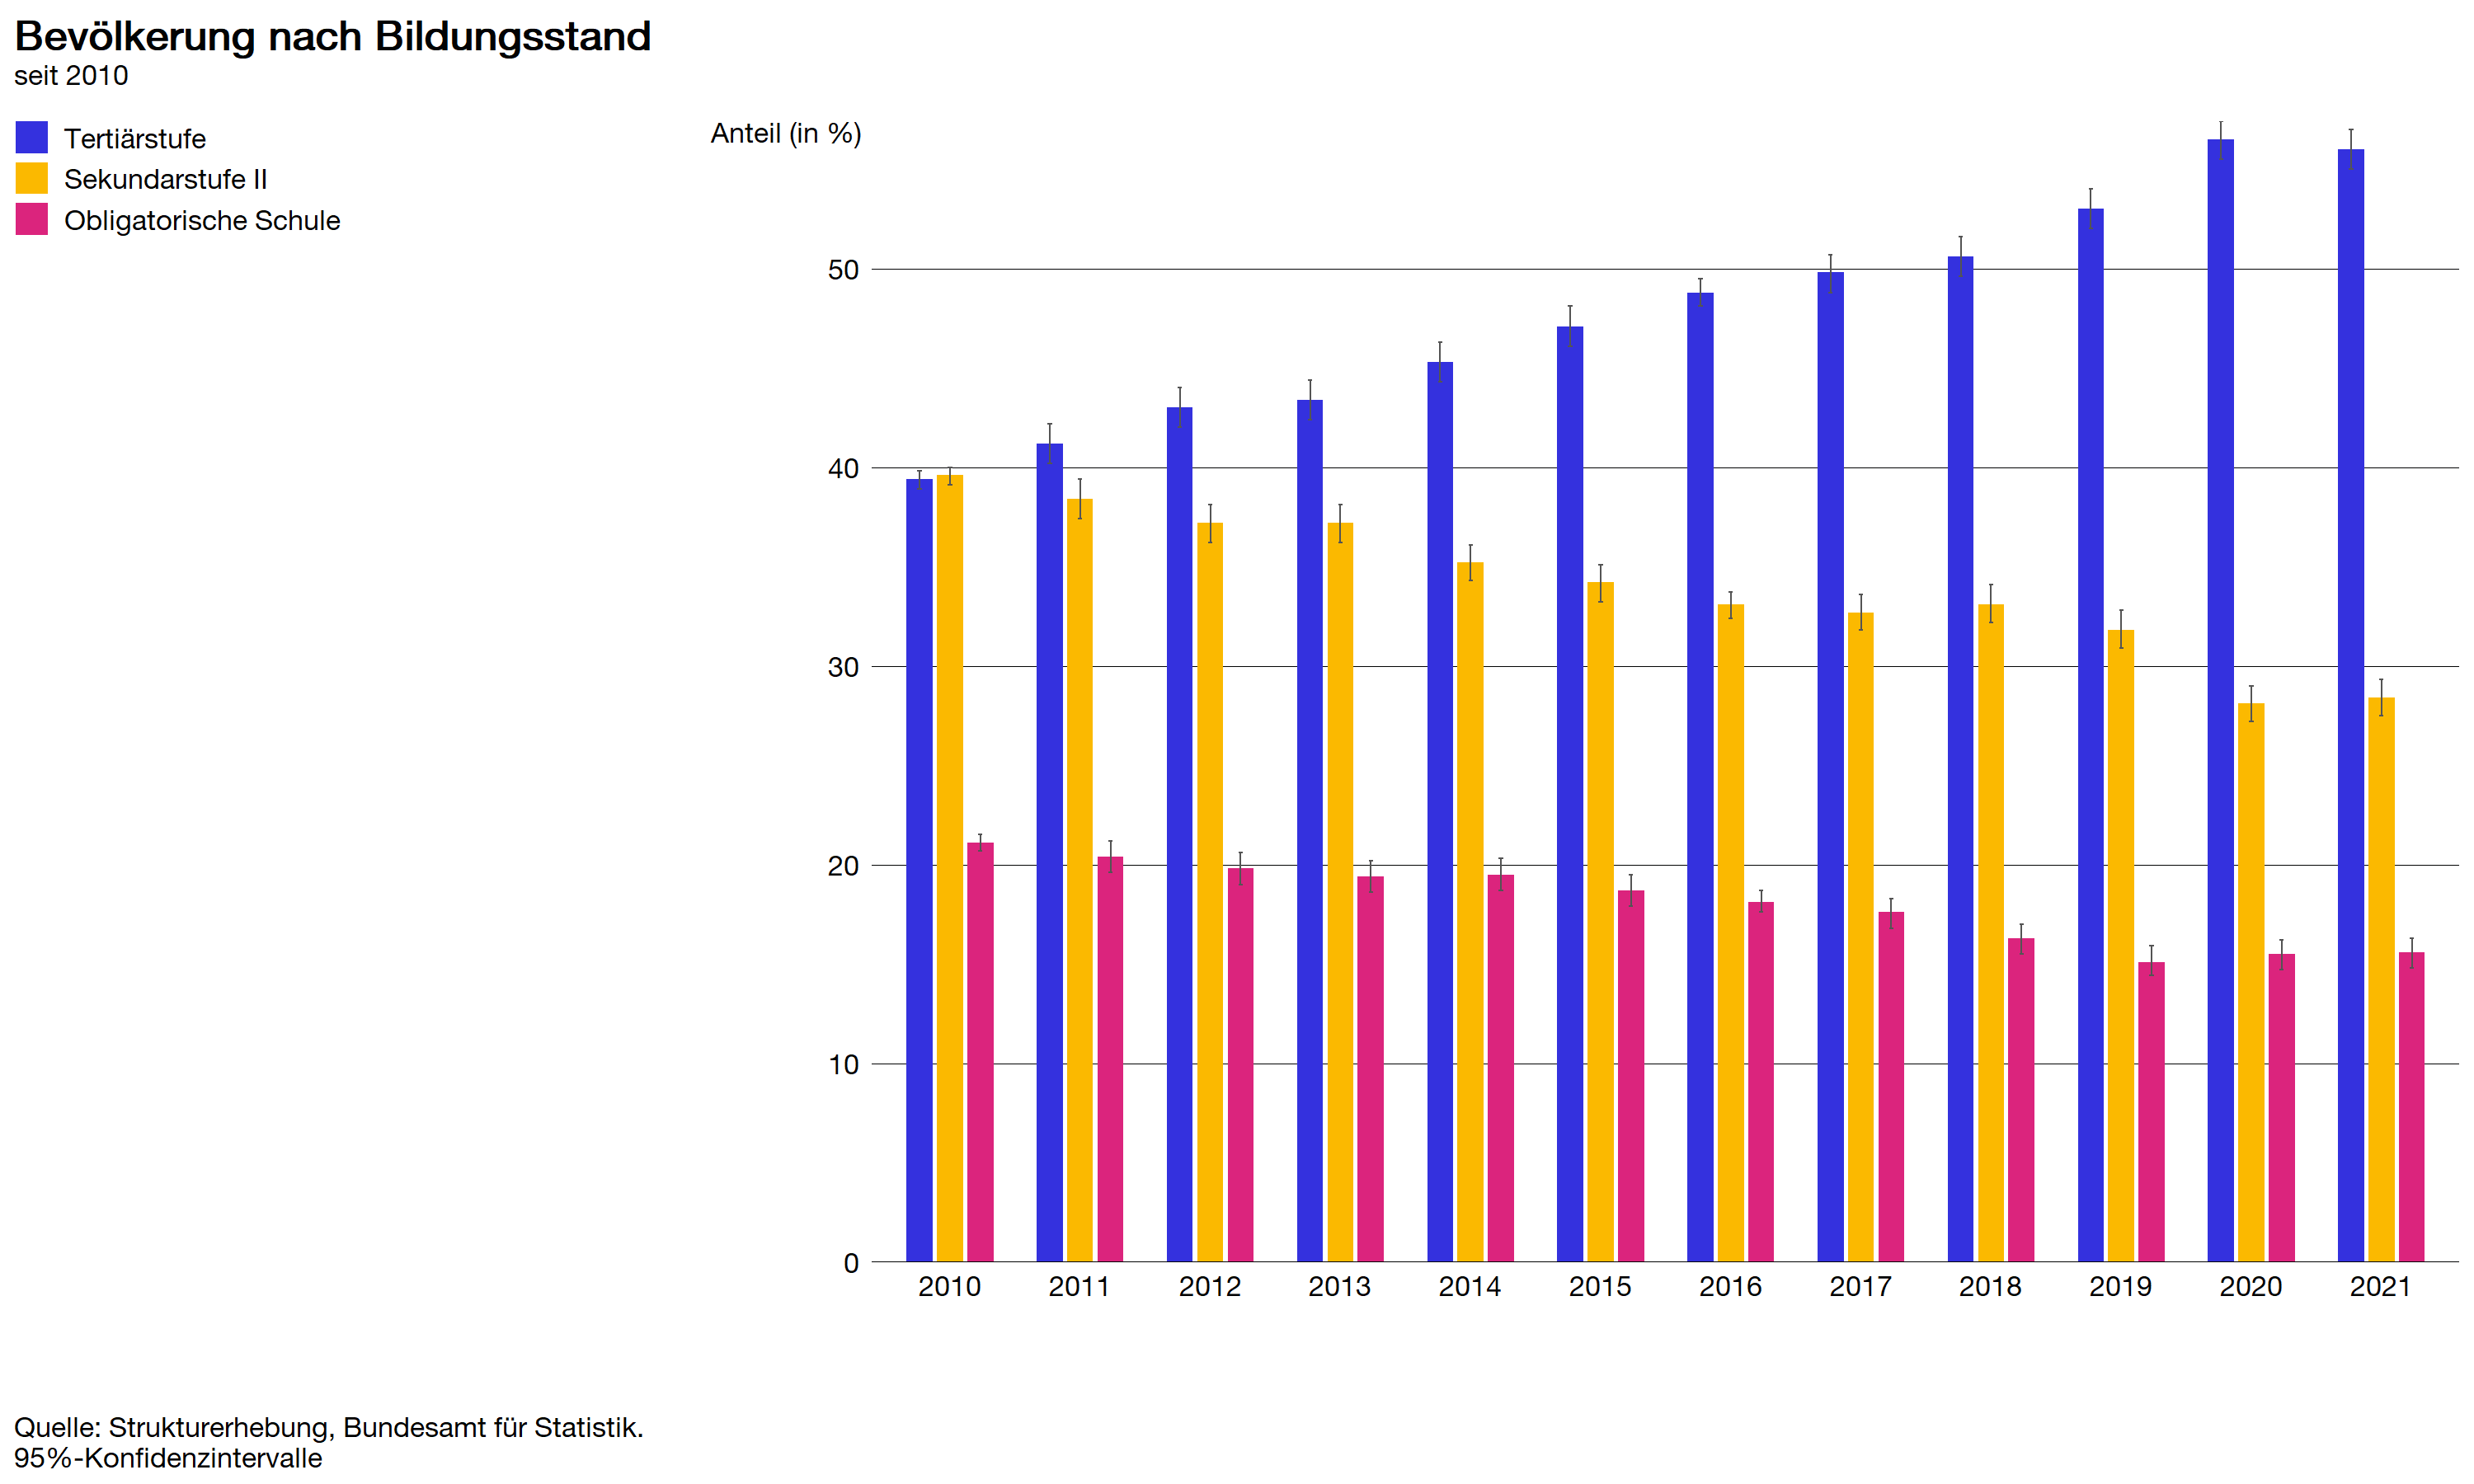 Bevölkerung nach Bildungsstand
seit 2010
Tertiärstufe
Sekundarstufe II
Obligatorische Schule
Anteil (in %)
50
40
30
20
10
0
2010 2011 2012 2013 2014 2015 2016 2017 2018 2019 2020 2021
Quelle: Strukturerhebung, Bundesamt für Statistik.
95%-Konfidenzintervalle